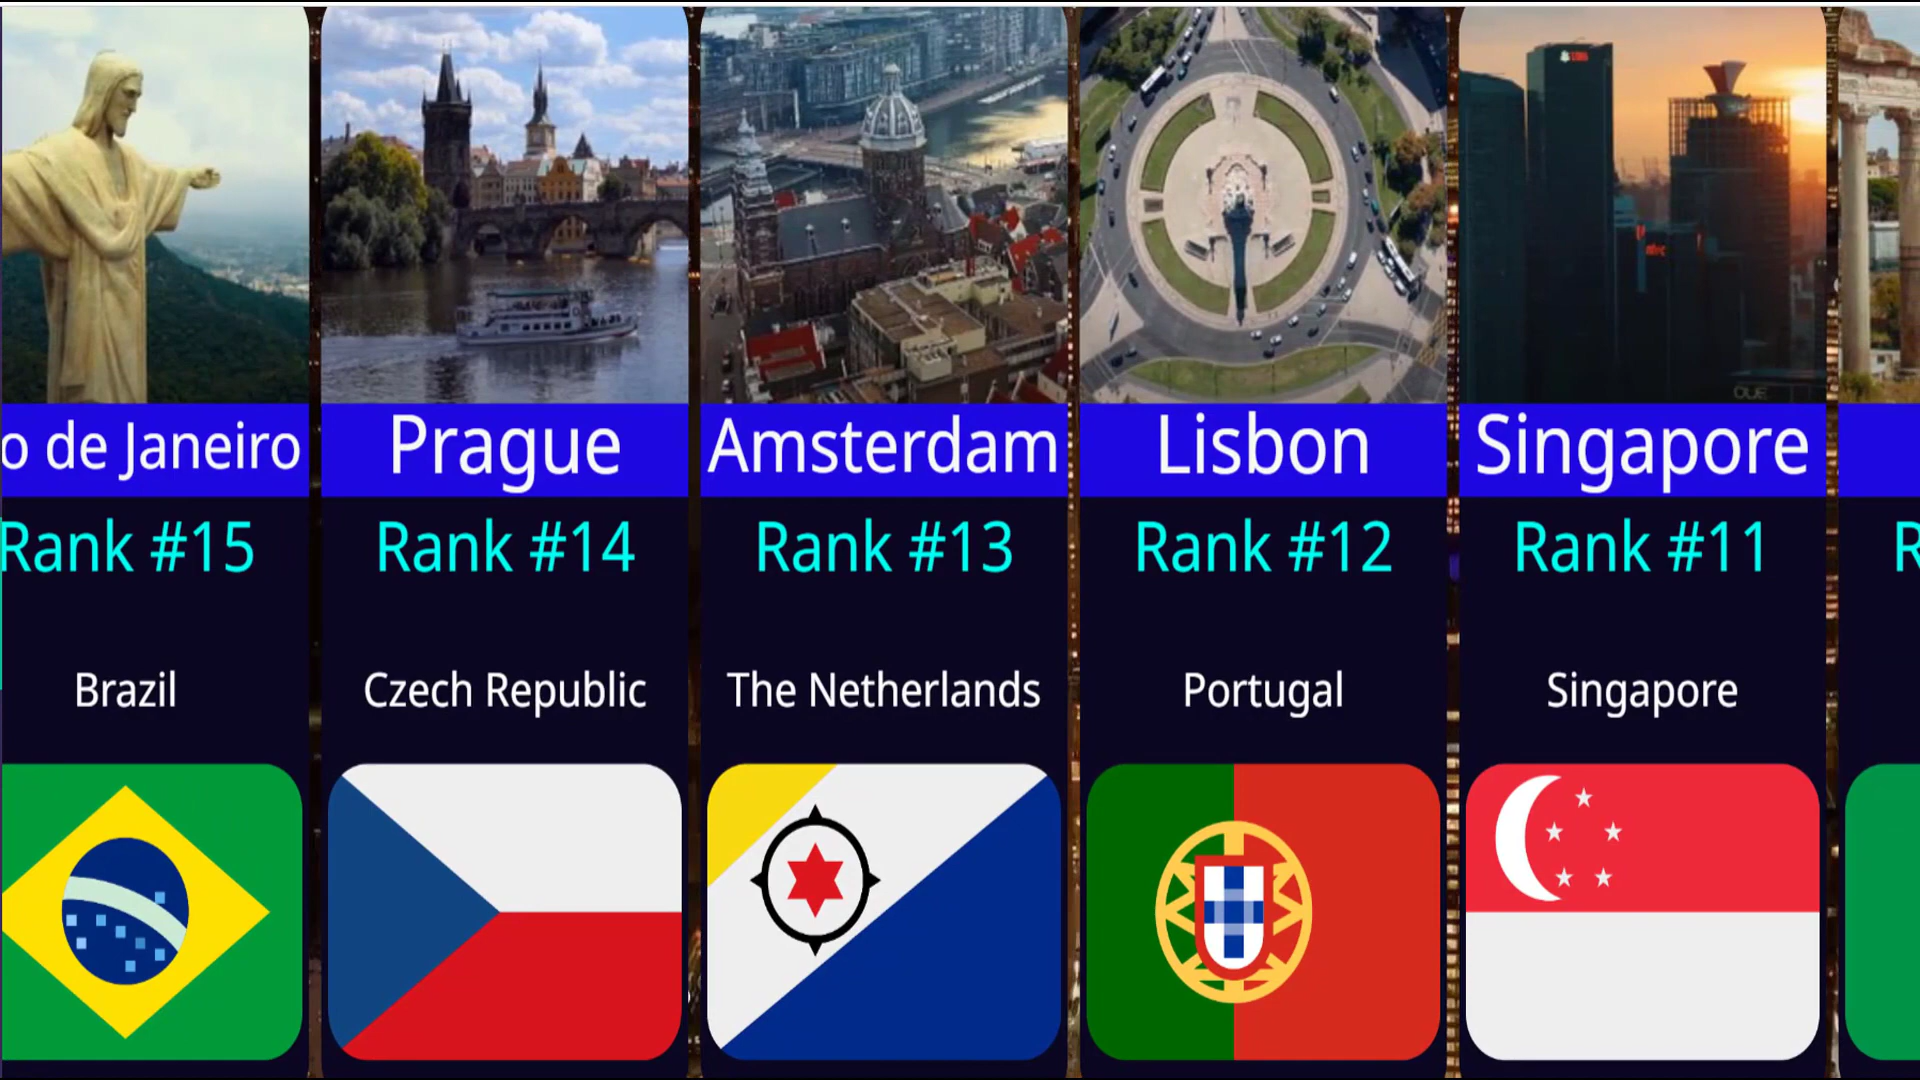 o de Janeiro
Rank #15
Brazil
Prague
Rank #14
Czech Republic
Amsterdam
Rank #13
The Netherlands
Lisbon
Rank #12
Portugal
Singapore
Rank #11
Singapore
OUE
R